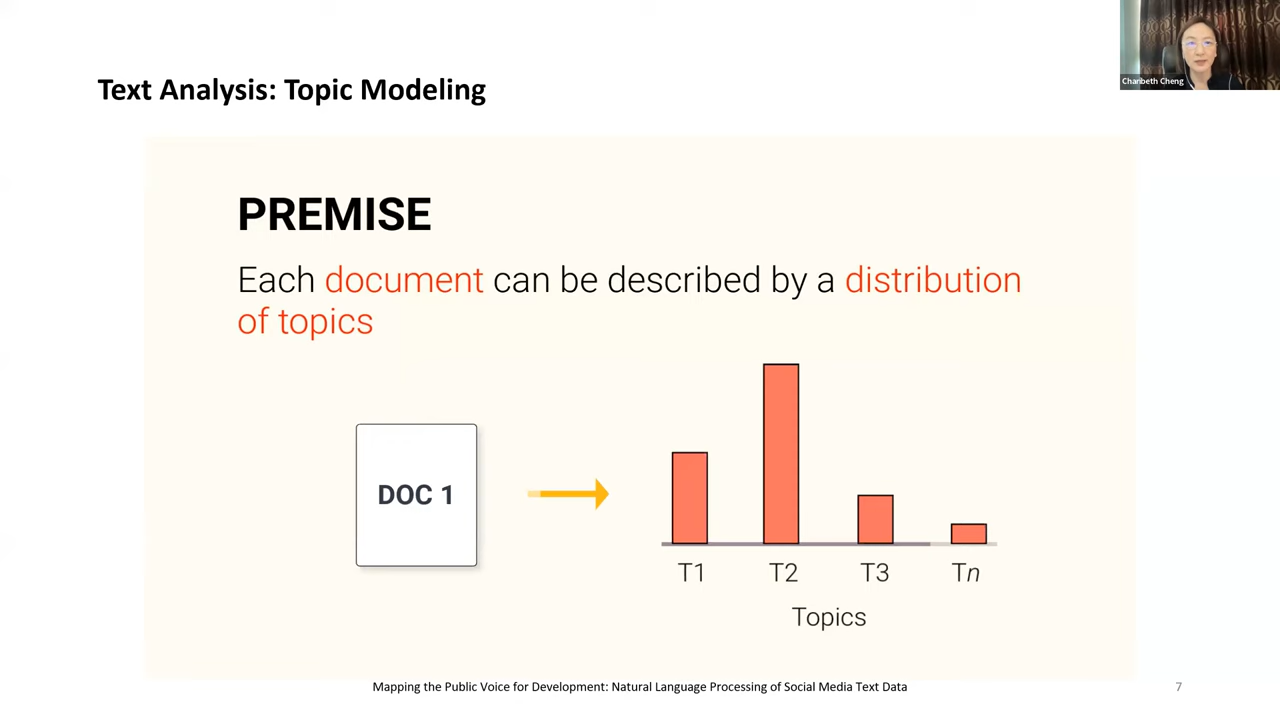 Chanbeth Cheng
Text Analysis: Topic Modeling
PREMISE
Each document can be described by a distribution
of topics
DOC 1
T1 T2 T3 Tn
Topics
Mapping the Public Voice for Development: Natural Language Processing of Social Media Text Data
7